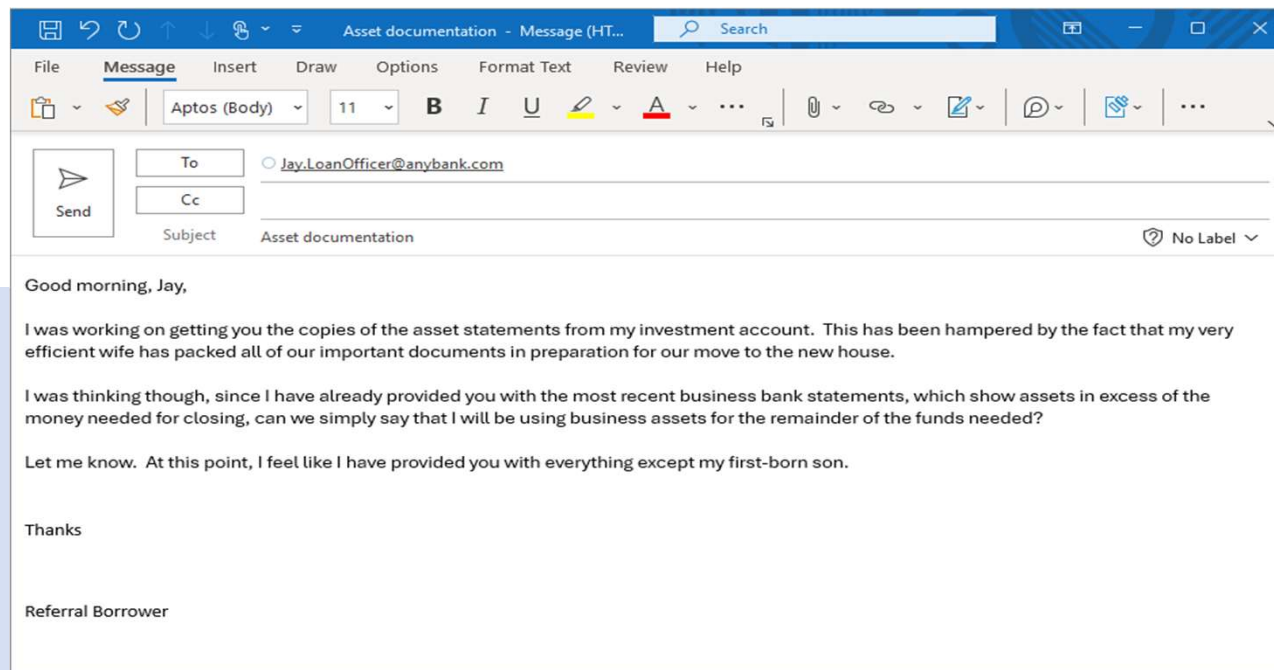 Asset documentation - Message (HT...
Search
File Message Insert Draw Options Format Text Review Help
Aptos (Body) 11 B I U A ...
To Jay.LoanOfficer@anybank.com
Send
Cc
Subject Asset documentation No Label
Good morning, Jay,
I was working on getting you the copies of the asset statements from my investment account. This has been hampered by the fact that my very
efficient wife has packed all of our important documents in preparation for our move to the new house.
I was thinking though, since I have already provided you with the most recent business bank statements, which show assets in excess of the
money needed for closing, can we simply say that I will be using business assets for the remainder of the funds needed?
Let me know. At this point, I feel like I have provided you with everything except my first-born son.
Thanks
Referral Borrower